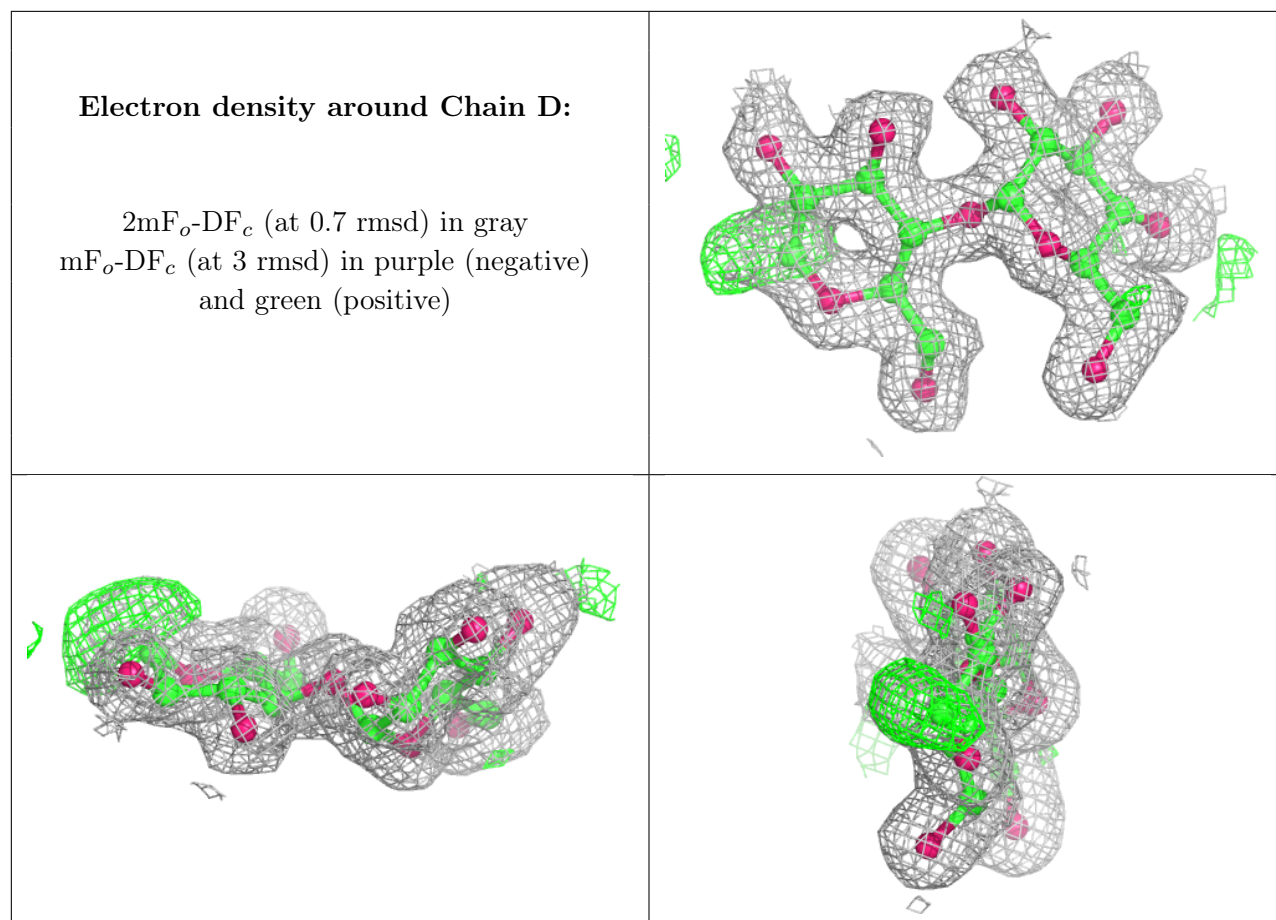 Electron density around Chain D:
2mFₒ-DF𝒸 (at 0.7 rmsd) in gray
mFₒ-DF𝒸 (at 3 rmsd) in purple (negative)
and green (positive)